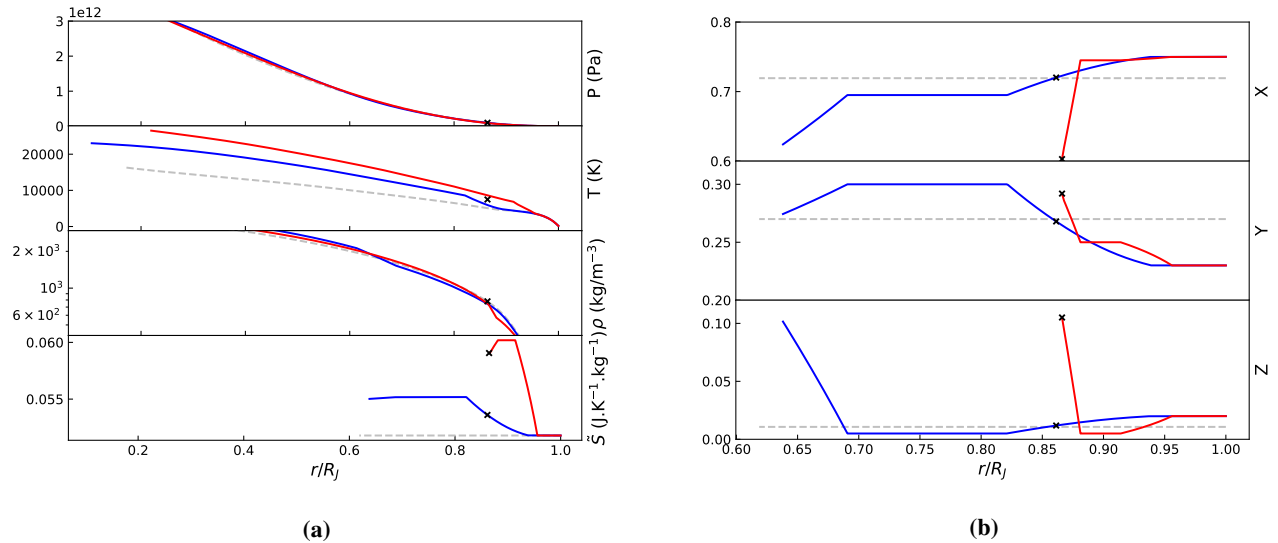 1e12
3
2
1
0
P (Pa)
20000
10000
0
T (K)
2 × 10³
10³
6 × 10²
ρ (kg/m⁻³)
0.060
0.055
S̃ (J.K⁻¹.kg⁻¹)
0.2 0.4 0.6 0.8 1.0
r/R_J
(a)
0.8
0.7
0.6
X
0.30
0.25
0.20
Y
0.10
0.05
0.00
Z
0.60 0.65 0.70 0.75 0.80 0.85 0.90 0.95 1.00
r/R_J
(b)